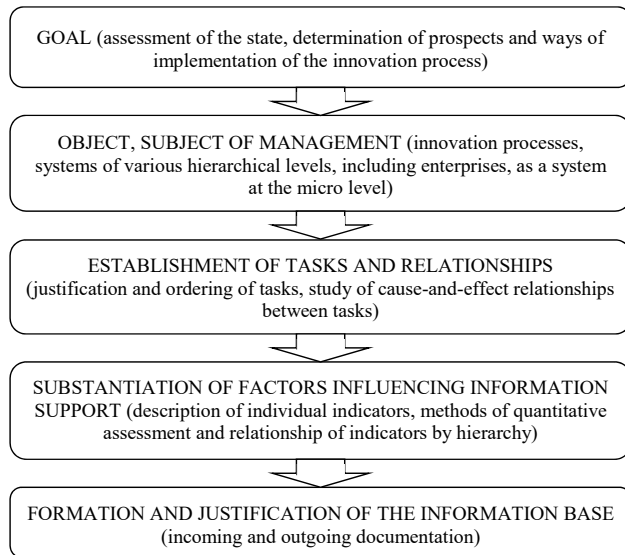 GOAL (assessment of the state, determination of prospects and ways of
implementation of the innovation process)
OBJECT, SUBJECT OF MANAGEMENT (innovation processes,
systems of various hierarchical levels, including enterprises, as a system
at the micro level)
ESTABLISHMENT OF TASKS AND RELATIONSHIPS
(justification and ordering of tasks, study of cause-and-effect relationships
between tasks)
SUBSTANTIATION OF FACTORS INFLUENCING INFORMATION
SUPPORT (description of individual indicators, methods of quantitative
assessment and relationship of indicators by hierarchy)
FORMATION AND JUSTIFICATION OF THE INFORMATION BASE
(incoming and outgoing documentation)